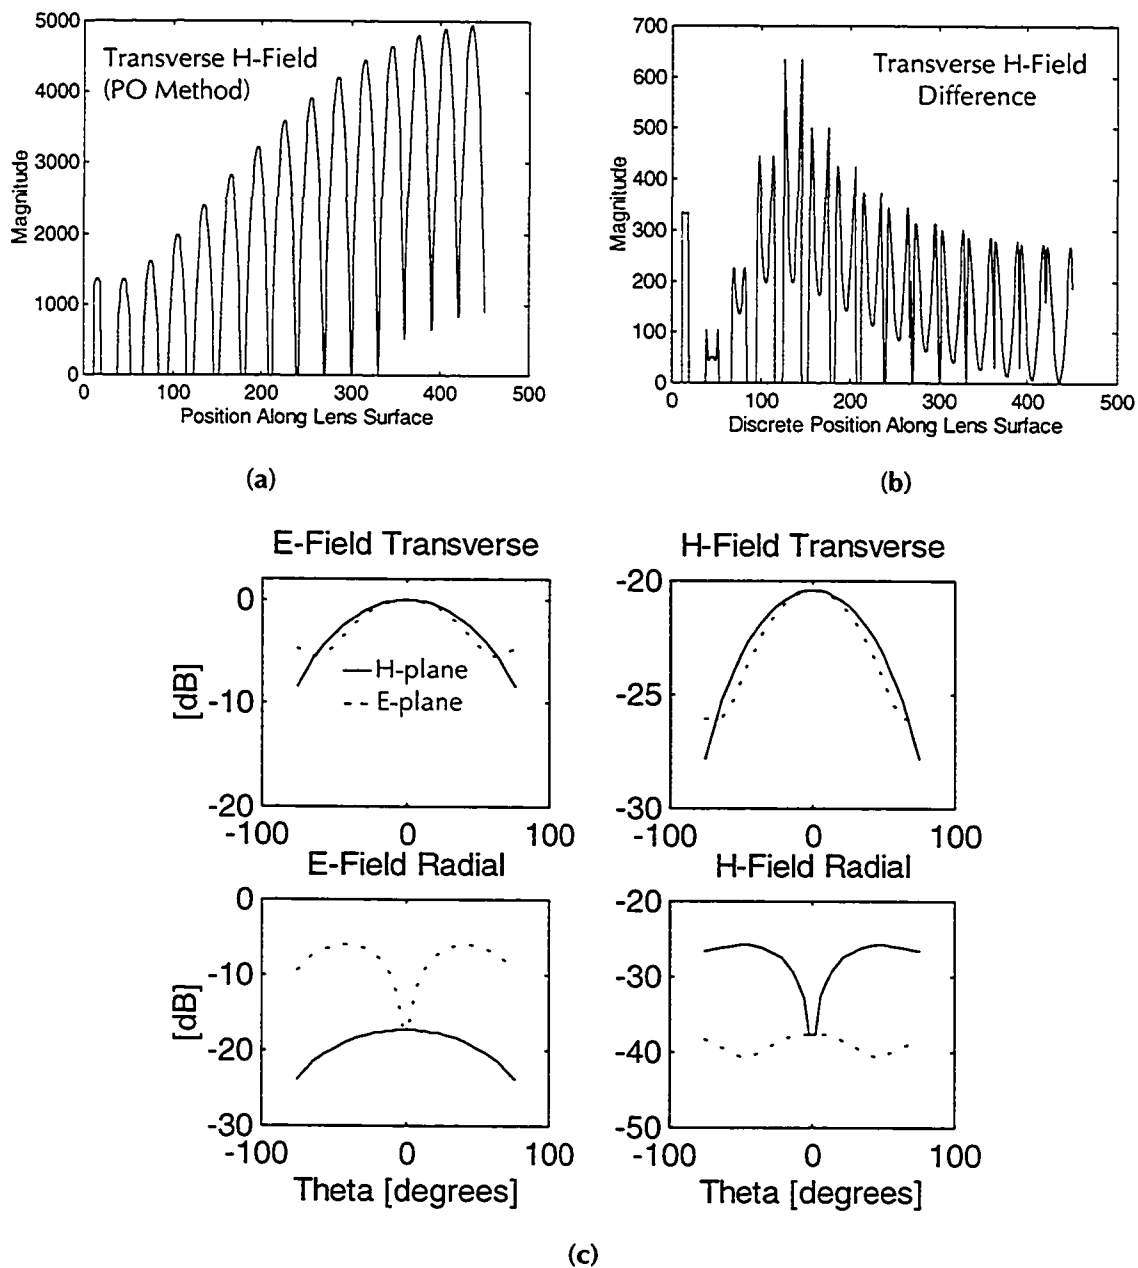 5000
4000
3000
2000
1000
0
Magnitude
Transverse H-Field
(PO Method)
0 100 200 300 400 500
Position Along Lens Surface
(a)
700
600
500
400
300
200
100
0
Magnitude
Transverse H-Field
Difference
0 100 200 300 400 500
Discrete Position Along Lens Surface
(b)
E-Field Transverse
0
-10
-20
[dB]
H-plane
E-plane
-100 0 100
H-Field Transverse
-20
-25
-30
-100 0 100
E-Field Radial
0
-10
-20
-30
[dB]
-100 0 100
Theta [degrees]
H-Field Radial
-20
-30
-40
-50
-100 0 100
Theta [degrees]
(c)